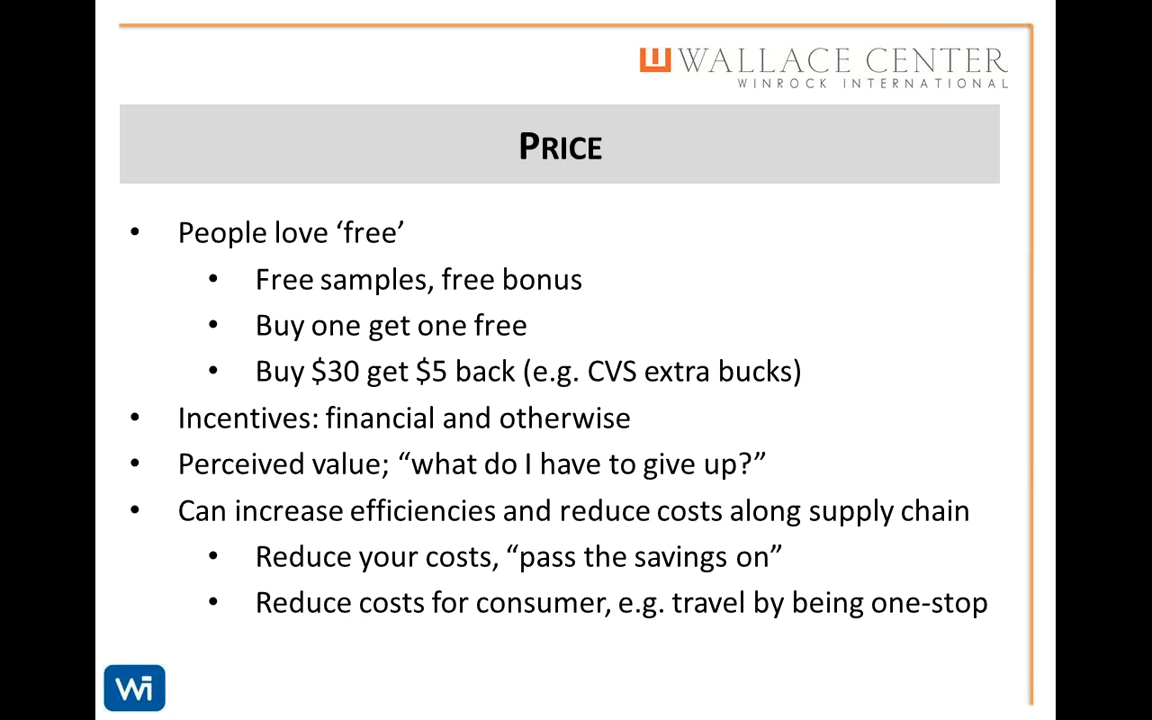 WALLACE CENTER
WINROCK INTERNATIONAL
PRICE
• People love ‘free’
• Free samples, free bonus
• Buy one get one free
• Buy $30 get $5 back (e.g. CVS extra bucks)
• Incentives: financial and otherwise
• Perceived value; “what do I have to give up?”
• Can increase efficiencies and reduce costs along supply chain
• Reduce your costs, “pass the savings on”
• Reduce costs for consumer, e.g. travel by being one-stop
Wi